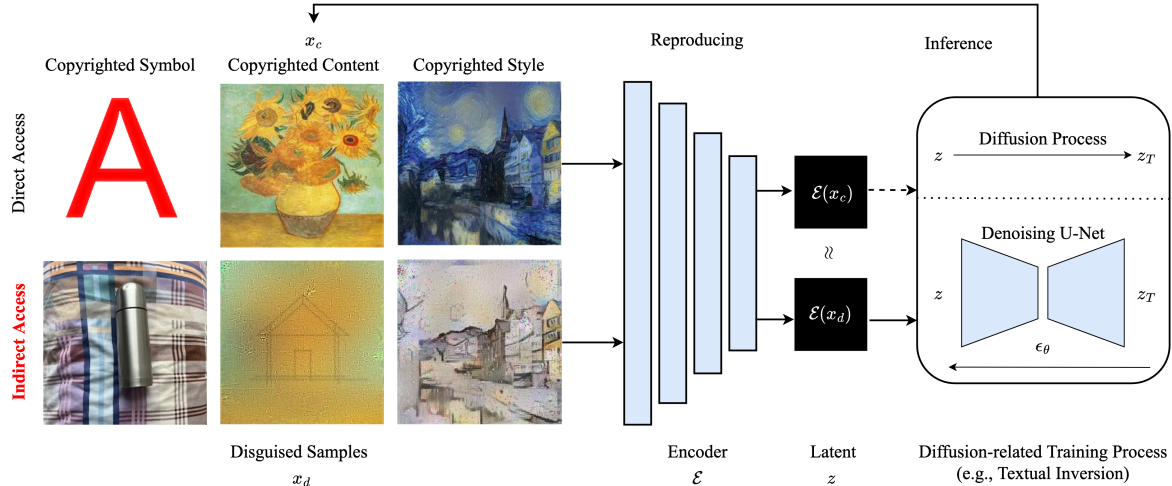 x_c
Reproducing
Inference
Copyrighted Symbol
Copyrighted Content
Copyrighted Style
Direct Access
A
Diffusion Process
z
z_T
ℰ(x_c)
≈
Denoising U-Net
Indirect Access
z
z_T
ℰ(x_d)
ϵ_θ
Disguised Samples
x_d
Encoder
ℰ
Latent
z
Diffusion-related Training Process
(e.g., Textual Inversion)